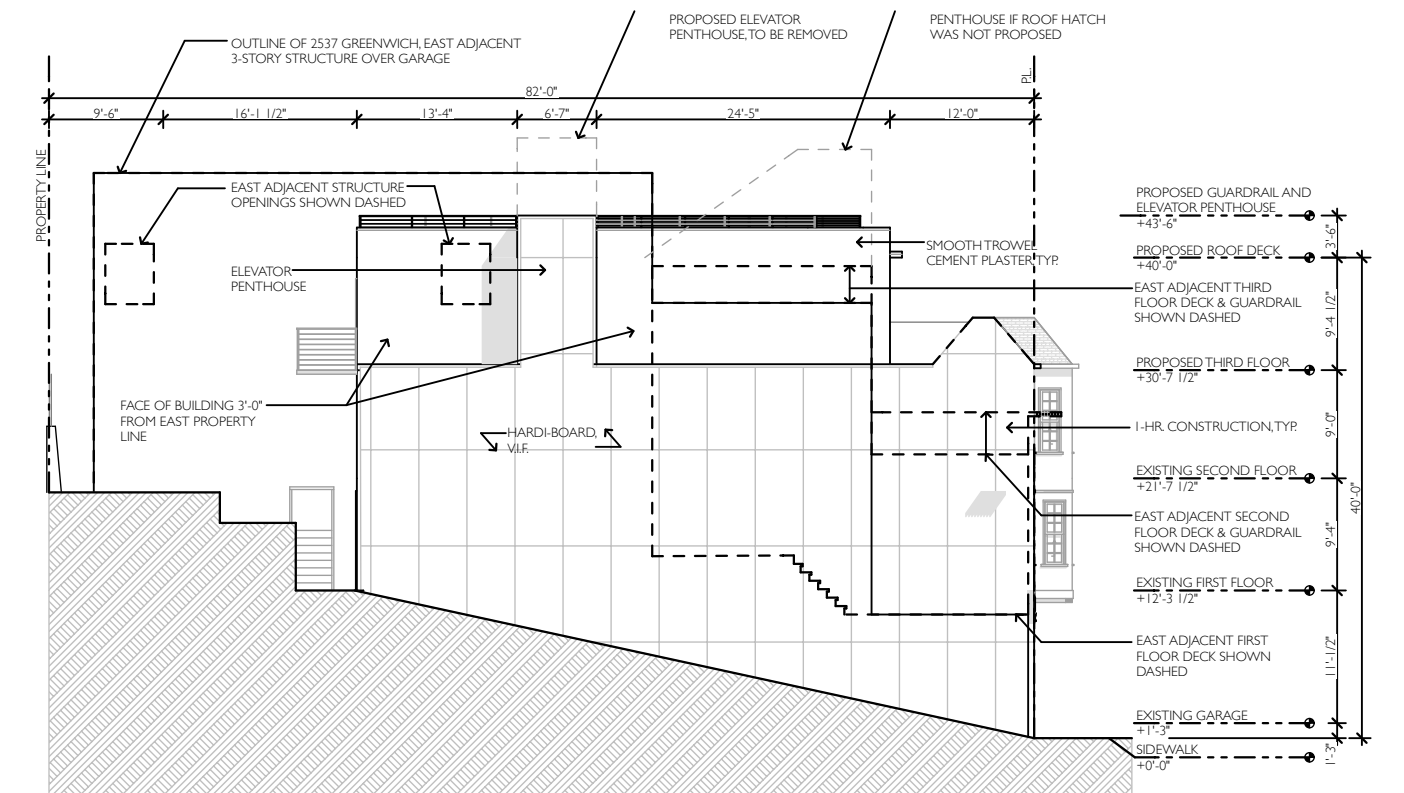 PROPOSED ELEVATOR
PENTHOUSE, TO BE REMOVED
PENTHOUSE IF ROOF HATCH
WAS NOT PROPOSED
OUTLINE OF 2537 GREENWICH, EAST ADJACENT
3-STORY STRUCTURE OVER GARAGE
P.L.
82'-0"
9'-6"
16'-1 1/2"
13'-4"
6'-7"
24'-5"
12'-0"
PROPERTY LINE
EAST ADJACENT STRUCTURE
OPENINGS SHOWN DASHED
ELEVATOR
PENTHOUSE
SMOOTH TROWEL
CEMENT PLASTER, TYP.
FACE OF BUILDING 3'-0"
FROM EAST PROPERTY
LINE
HARDI-BOARD,
V.I.F.
PROPOSED GUARDRAIL AND
ELEVATOR PENTHOUSE
+43'-6"
3'-6"
PROPOSED ROOF DECK
+40'-0"
EAST ADJACENT THIRD
FLOOR DECK & GUARDRAIL
SHOWN DASHED
9'-4 1/2"
PROPOSED THIRD FLOOR
+30'-7 1/2"
1-HR. CONSTRUCTION, TYP.
9'-0"
EXISTING SECOND FLOOR
+21'-7 1/2"
40'-0"
EAST ADJACENT SECOND
FLOOR DECK & GUARDRAIL
SHOWN DASHED
9'-4"
EXISTING FIRST FLOOR
+12'-3 1/2"
EAST ADJACENT FIRST
FLOOR DECK SHOWN
DASHED
11'-1/2"
EXISTING GARAGE
+1'-3"
SIDEWALK
+0'-0"
1'-3"